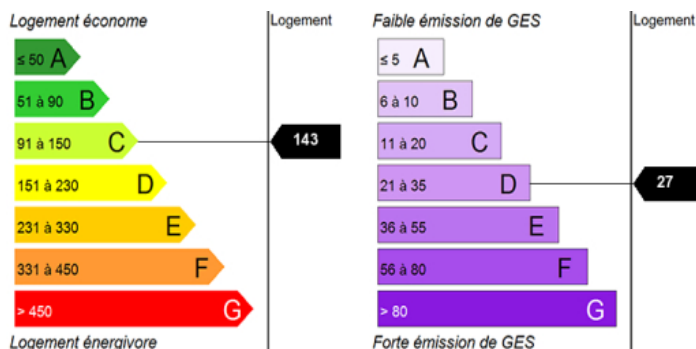 Logement économe
Logement
≤ 50 A
51 à 90 B
91 à 150 C
143
151 à 230 D
231 à 330 E
331 à 450 F
> 450 G
Logement énergivore
Faible émission de GES
Logement
≤ 5 A
6 à 10 B
11 à 20 C
21 à 35 D
27
36 à 55 E
56 à 80 F
> 80 G
Forte émission de GES